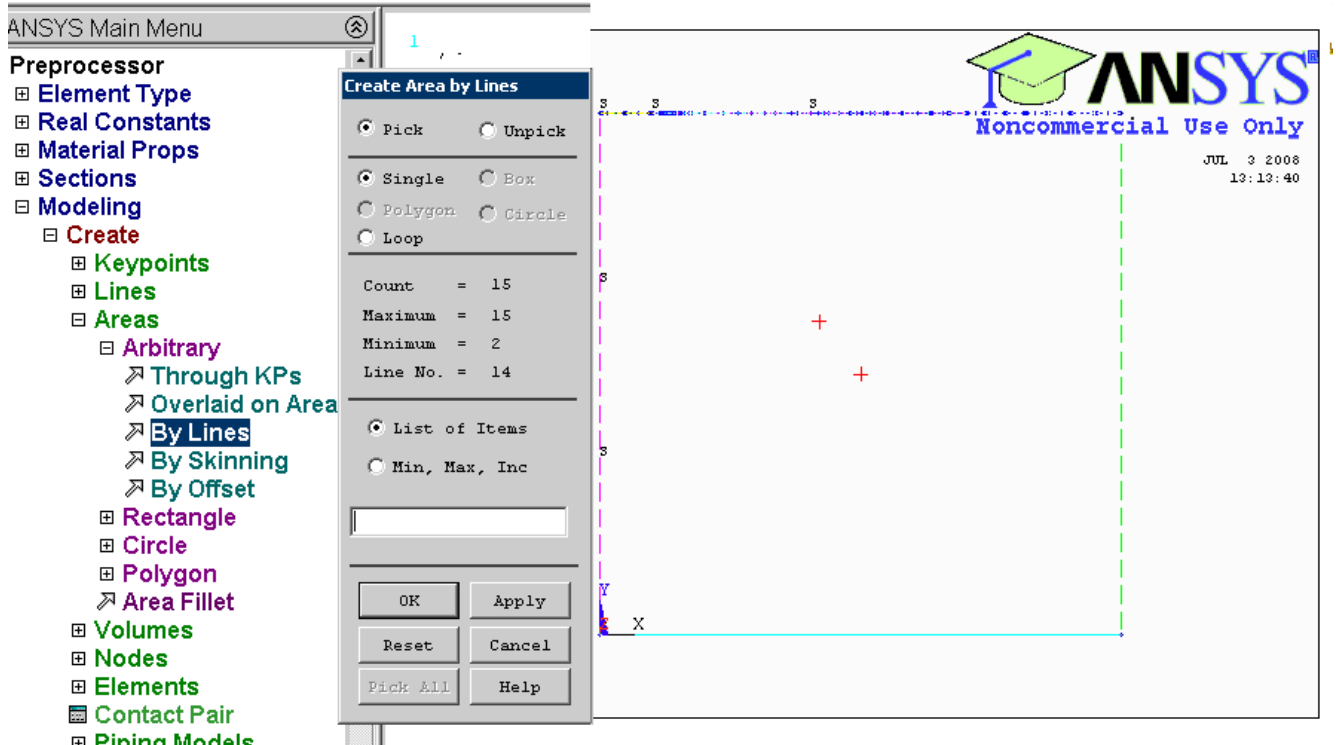 ANSYS Main Menu
Preprocessor
Element Type
Real Constants
Material Props
Sections
Modeling
Create
Keypoints
Lines
Areas
Arbitrary
Through KPs
Overlaid on Area
By Lines
By Skinning
By Offset
Rectangle
Circle
Polygon
Area Fillet
Volumes
Nodes
Elements
Contact Pair
Piping Models
1
Create Area by Lines
Pick Unpick
Single Box
Polygon Circle
Loop
Count = 15
Maximum = 15
Minimum = 2
Line No. = 14
List of Items
Min, Max, Inc
OK Apply
Reset Cancel
Pick All Help
ANSYS®
Noncommercial Use Only
JUL 3 2008
13:13:40
S S S
S
S
Y
X